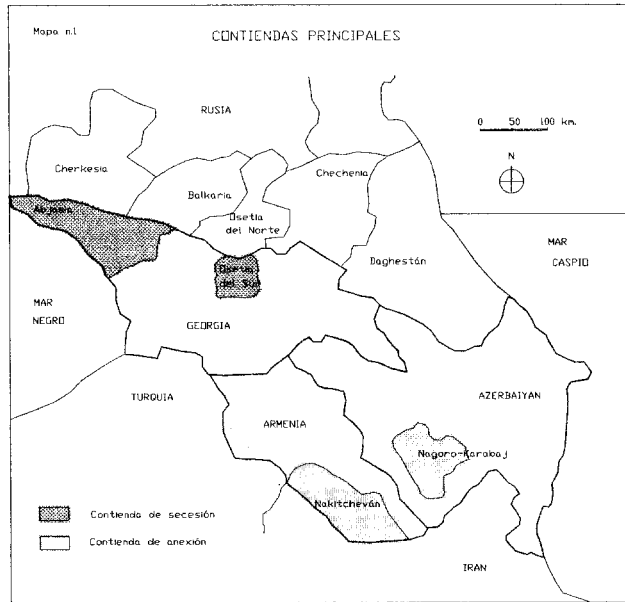 Mapa n.1
CONTIENDAS PRINCIPALES
RUSIA
0 50 100 km.
N
Cherkesia
Balkaria
Chechenia
Osetia
del Norte
Abjasia
Daghestán
MAR
CASPIO
Osetia
del Sur
MAR
NEGRO
GEORGIA
TURQUIA
AZERBAIYAN
ARMENIA
Nagoro-Karabaj
Nakitcheván
Contienda de secesión
Contienda de anexión
IRAN